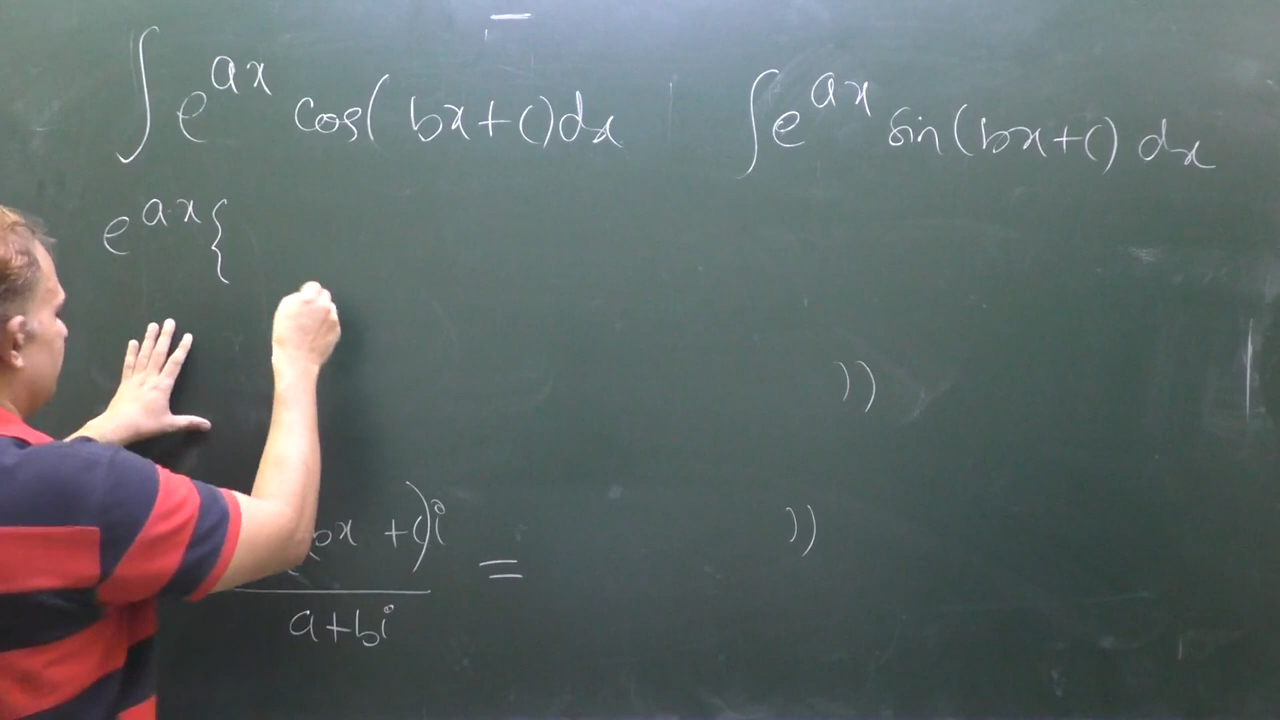 ∫ e^{ax} cos(bx+c)dx   ∫ e^{ax} sin(bx+c) dx
e^{ax} {
))
bx + c)i =
a+bi
))